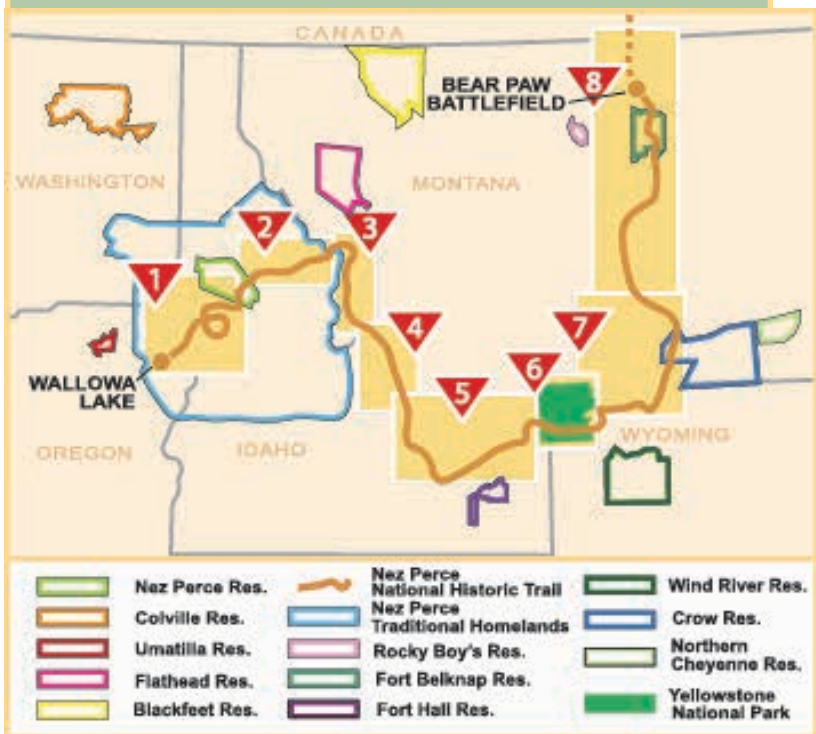 CANADA
BEAR PAW
BATTLEFIELD
8
WASHINGTON
MONTANA
2
3
1
4
7
6
5
WALLOWA
LAKE
OREGON
IDAHO
WYOMING
Nez Perce Res.
Colville Res.
Umatilla Res.
Flathead Res.
Blackfeet Res.
Nez Perce
National Historic Trail
Nez Perce
Traditional Homelands
Rocky Boy's Res.
Fort Belknap Res.
Fort Hall Res.
Wind River Res.
Crow Res.
Northern
Cheyenne Res.
Yellowstone
National Park